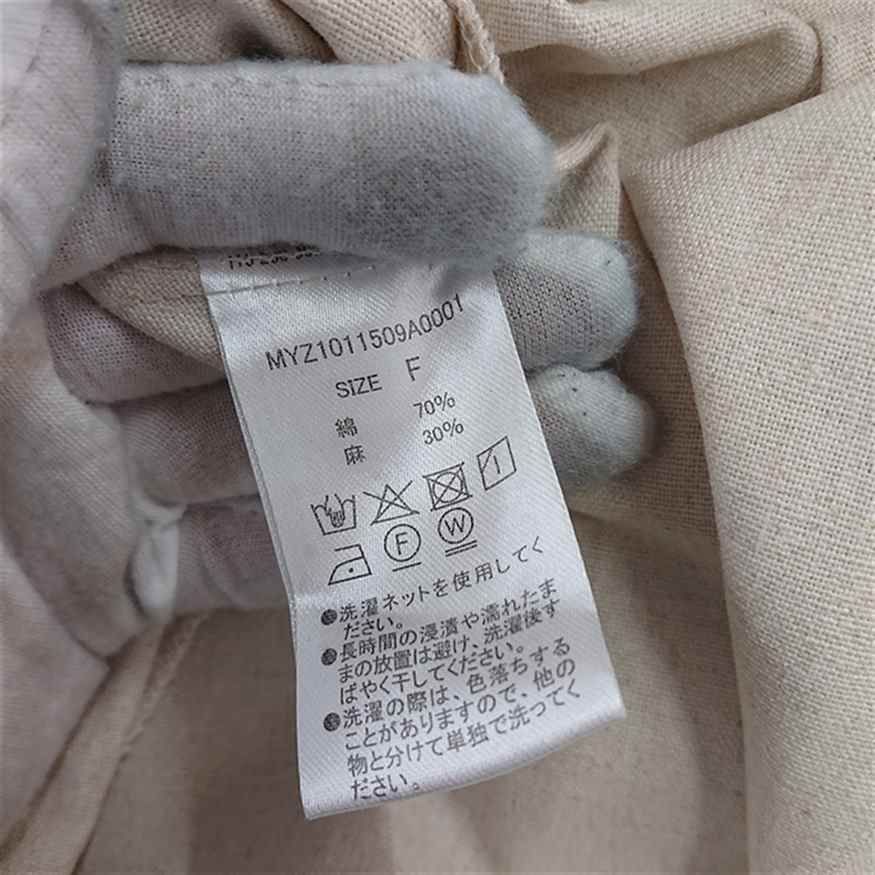 MYZ1011509A0001
SIZE F
綿 70%
麻 30%
F W
●洗濯ネットを使用してく
ださい。
●長時間の浸漬や濡れたま
まの放置は避け、洗濯後す
ばやく干してください。
●洗濯の際は、色落ちする
ことがありますので、他の
物と分けて単独で洗ってく
ださい。